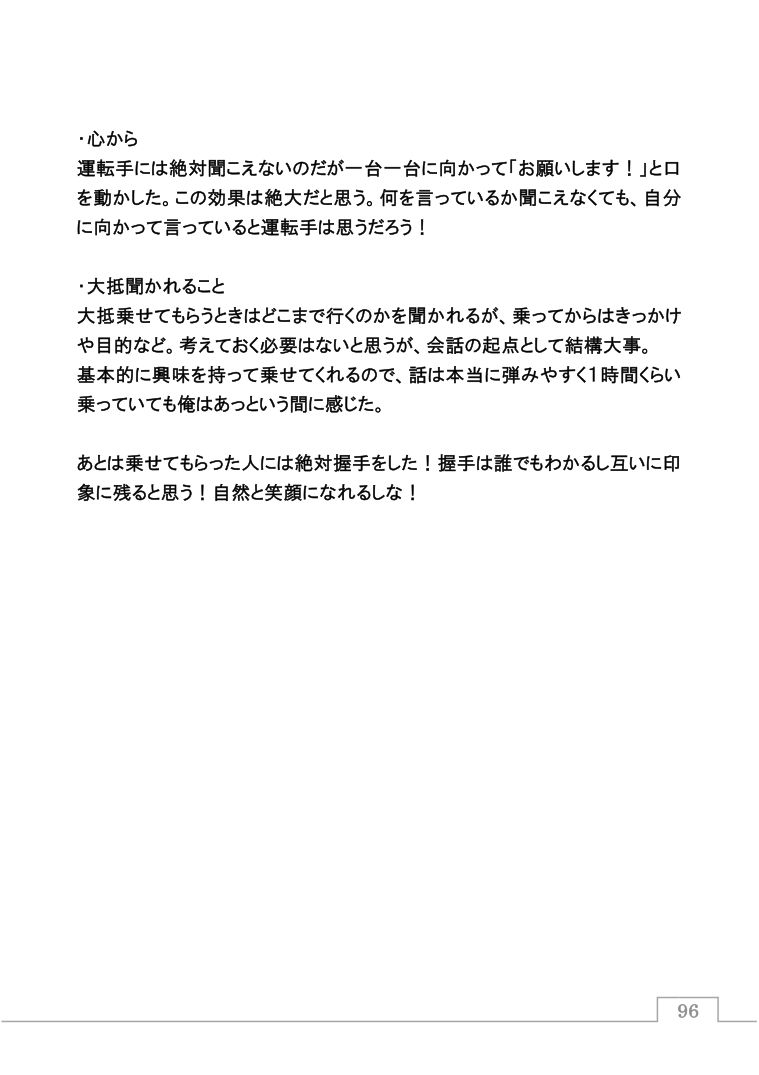 ・心から
運転手には絶対聞こえないのだが一台一台に向かって「お願いします！」と口
を動かした。この効果は絶大だと思う。何を言っているか聞こえなくても、自分
に向かって言っていると運転手は思うだろう！
・大抵聞かれること
大抵乗せてもらうときはどこまで行くのかを聞かれるが、乗ってからはきっかけ
や目的など。考えておく必要はないと思うが、会話の起点として結構大事。
基本的に興味を持って乗せてくれるので、話は本当に弾みやすく１時間くらい
乗っていても俺はあっという間に感じた。
あとは乗せてもらった人には絶対握手をした！握手は誰でもわかるし互いに印
象に残ると思う！自然と笑顔になれるしな！
96